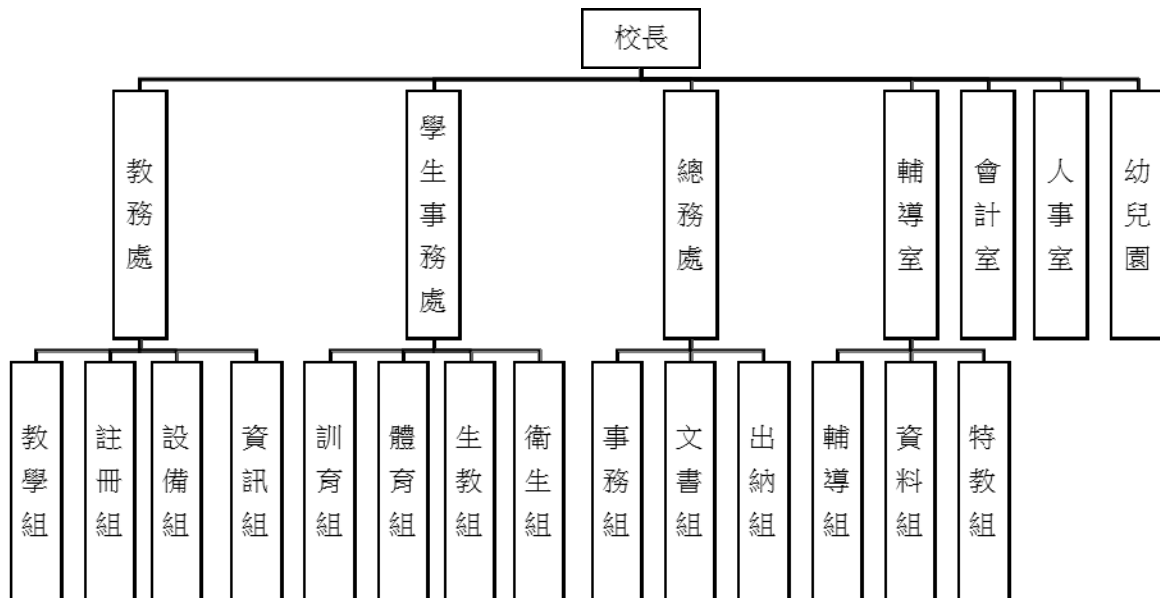 校長
教務處
學生事務處
總務處
輔導室
會計室
人事室
幼兒園
教學組
註冊組
設備組
資訊組
訓育組
體育組
生教組
衛生組
事務組
文書組
出納組
輔導組
資料組
特教組